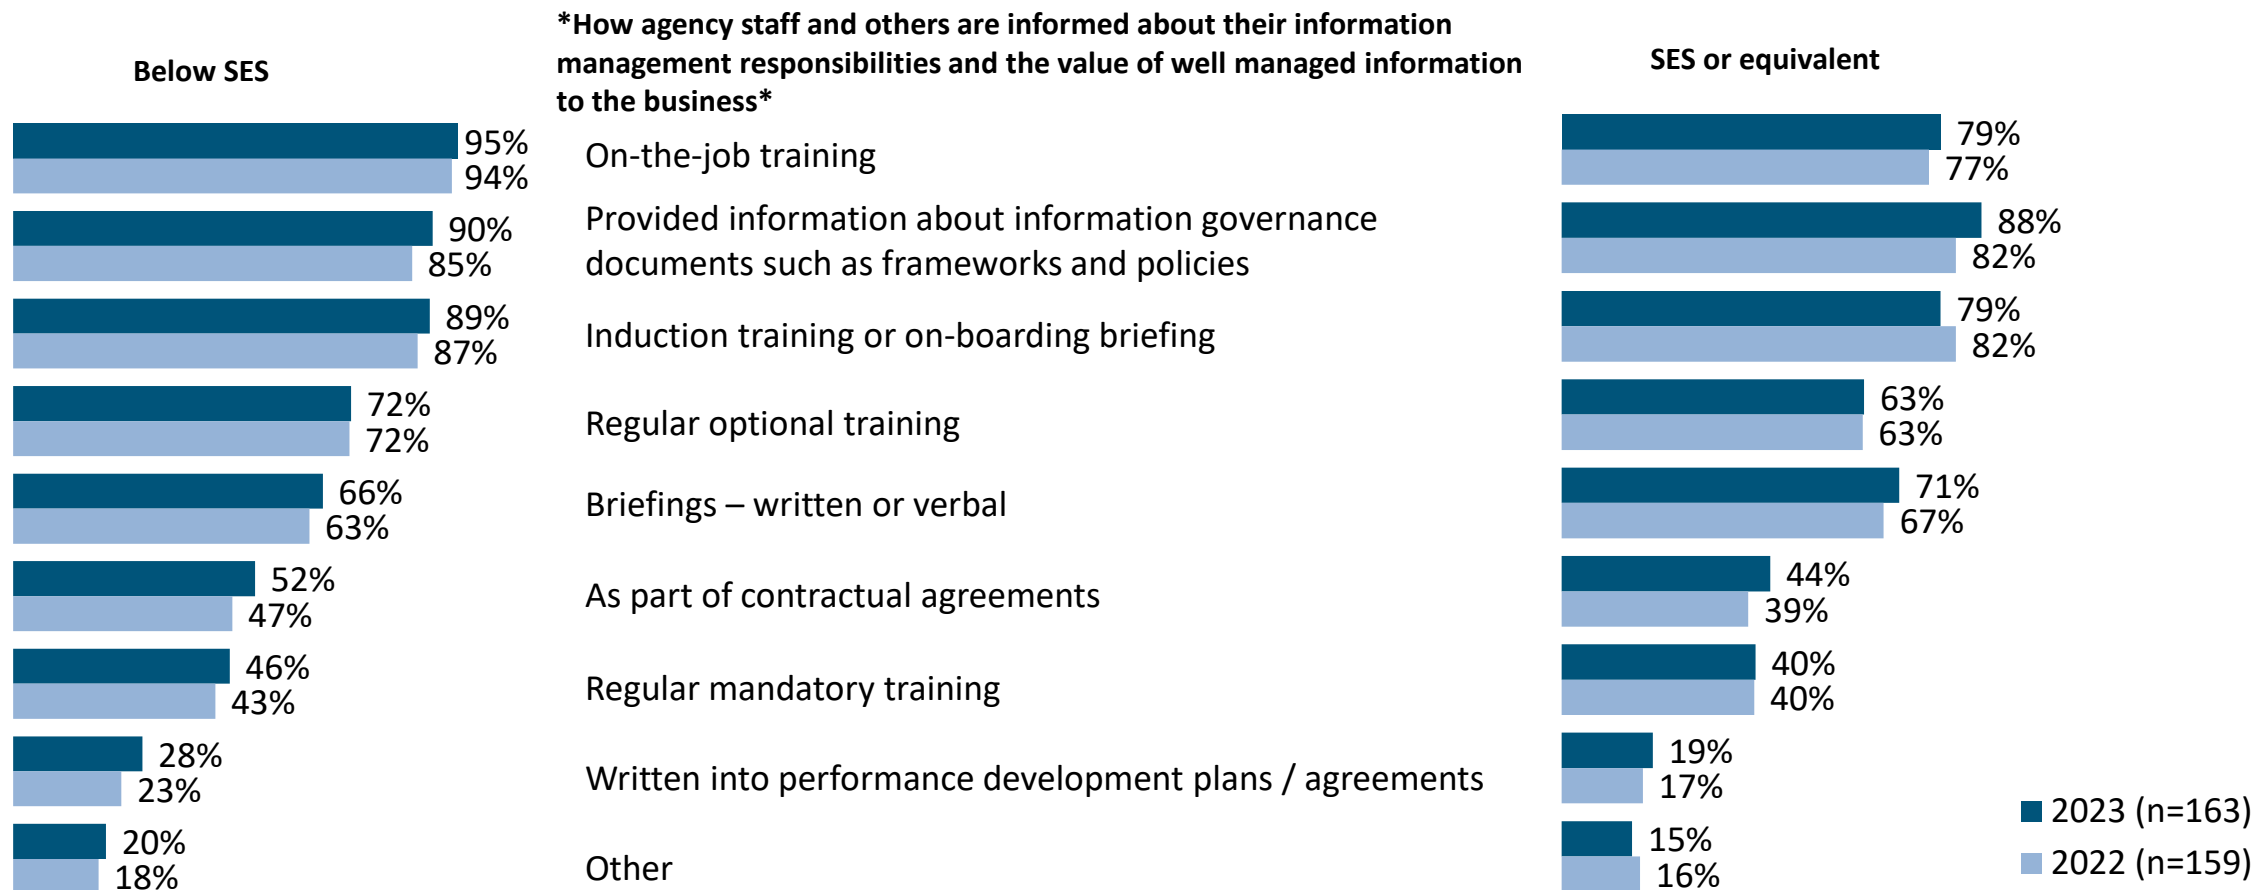 *How agency staff and others are informed about their information
management responsibilities and the value of well managed information
to the business*
Below SES
SES or equivalent
95%
94%
On-the-job training
79%
77%
90%
85%
Provided information about information governance
documents such as frameworks and policies
88%
82%
89%
87%
Induction training or on-boarding briefing
79%
82%
72%
72%
Regular optional training
63%
63%
66%
63%
Briefings – written or verbal
71%
67%
52%
47%
As part of contractual agreements
44%
39%
46%
43%
Regular mandatory training
40%
40%
28%
23%
Written into performance development plans / agreements
19%
17%
20%
18%
Other
15%
16%
2023 (n=163)
2022 (n=159)